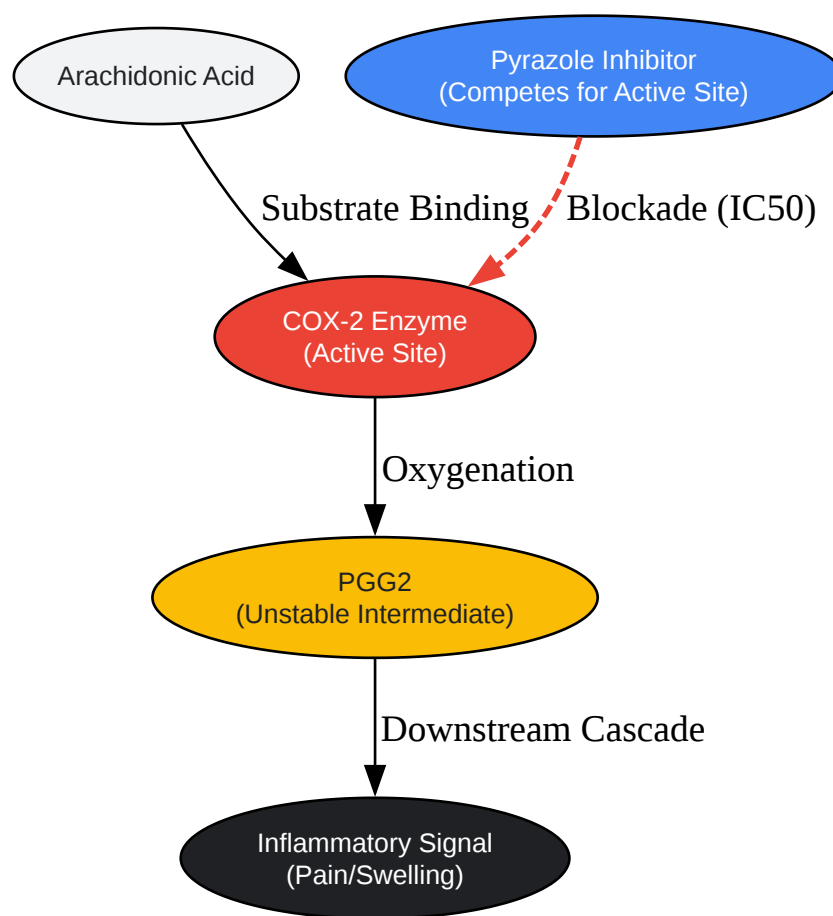 Arachidonic Acid
Pyrazole Inhibitor
(Competes for Active Site)
Substrate Binding
Blockade (IC50)
COX-2 Enzyme
(Active Site)
Oxygenation
PGG2
(Unstable Intermediate)
Downstream Cascade
Inflammatory Signal
(Pain/Swelling)